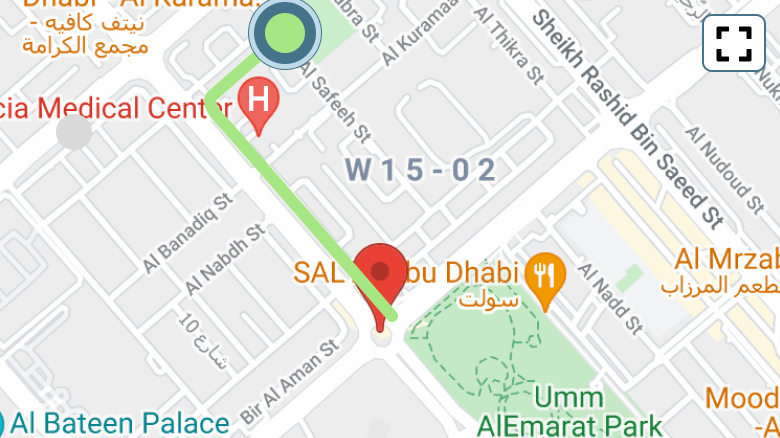 Dhabi - Al Karama
نيتف كافيه -
مجمع الكرامة
Al Kuramaa
Al Thikra St
Sheikh Rashid Bin Saeed St
Al Safeeh St
Medical Center
H
W15-02
Al Nudoud St
Al Banadiq St
Al Nabdh St
SAL
bu Dhabi
سولت
Al Nadd St
Al Mrzab
طعم المرزاب
شارع 10
Bir Al Aman St
Umm
AlEmarat Park
Mood
Al Bateen Palace